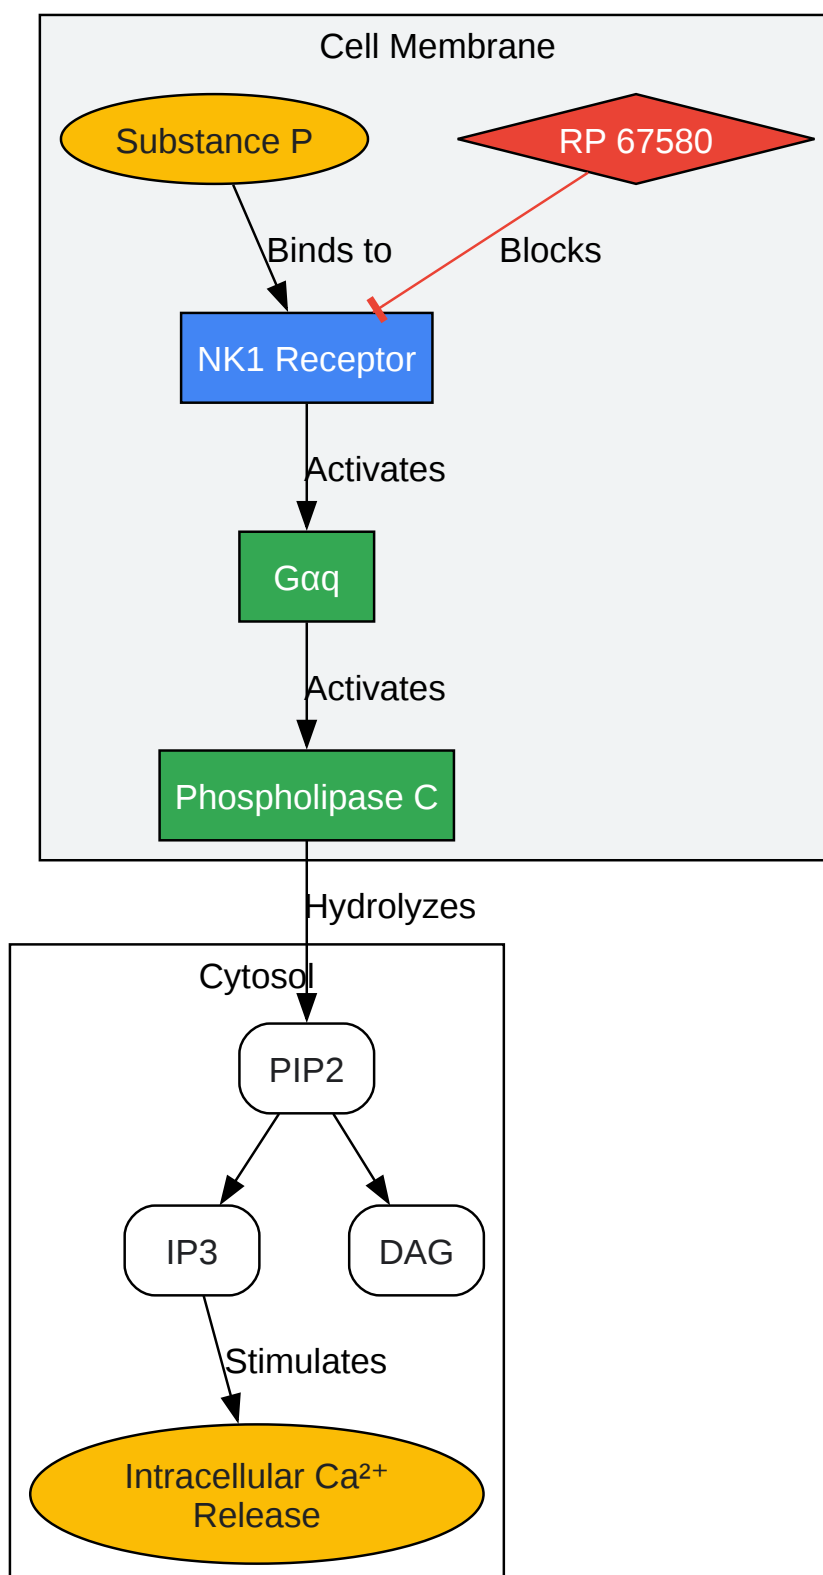 Cell Membrane
Substance P
RP 67580
Binds to
Blocks
NK1 Receptor
Activates
Gαq
Activates
Phospholipase C
Hydrolyzes
Cytosol
PIP2
IP3
DAG
Stimulates
Intracellular Ca²⁺
Release